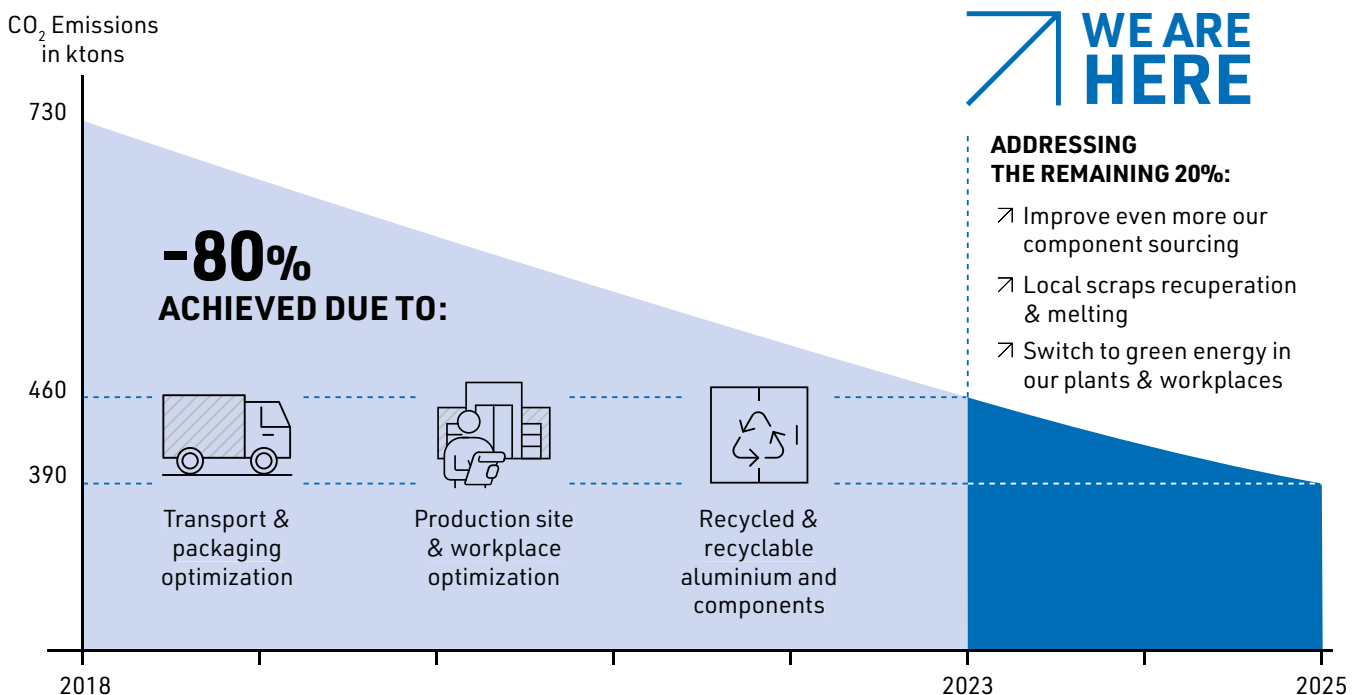 CO₂ Emissions
in ktons
730
460
390
WE ARE
HERE
ADDRESSING
THE REMAINING 20%:
Improve even more our
component sourcing
Local scraps recuperation
& melting
Switch to green energy in
our plants & workplaces
-80%
ACHIEVED DUE TO:
Transport &
packaging
optimization
Production site
& workplace
optimization
Recycled &
recyclable
aluminium and
components
2018
2023
2025